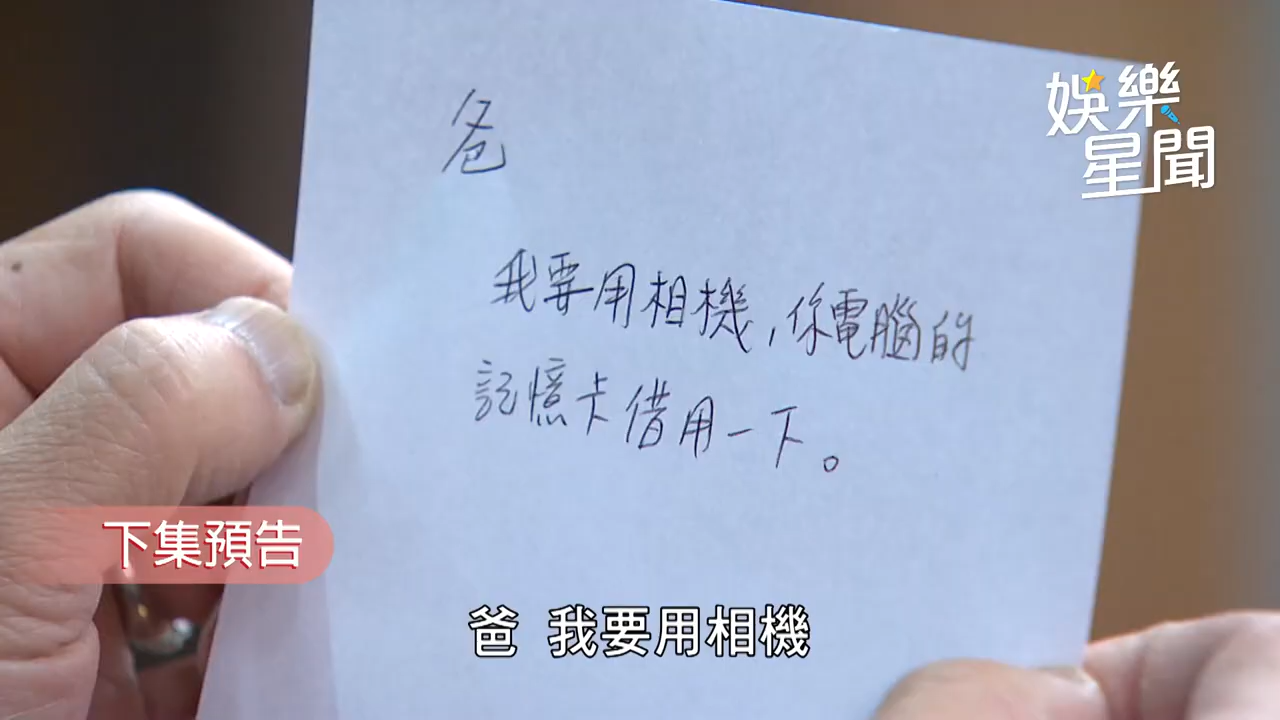 娛樂
星聞
爸
我要用相機,你電腦的
記憶卡借用一下。
下集預告
爸 我要用相機